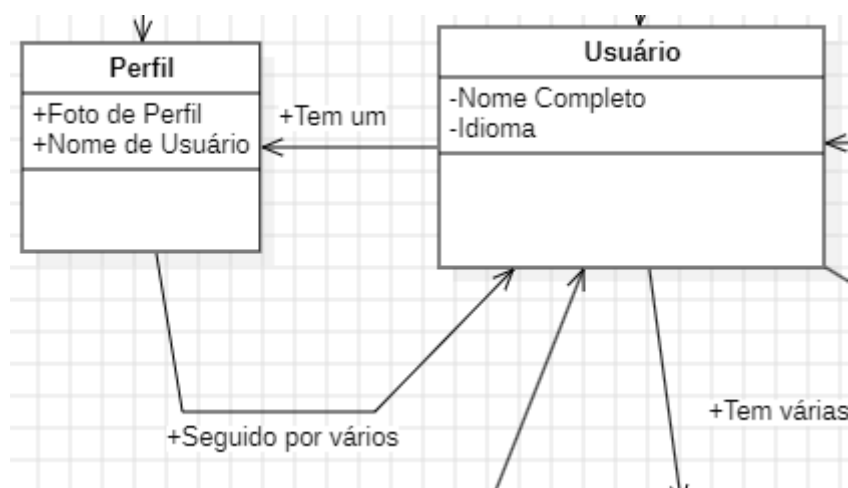 Perfil
+Foto de Perfil
+Nome de Usuário
+Tem um
Usuário
-Nome Completo
-Idioma
+Seguido por vários
+Tem várias